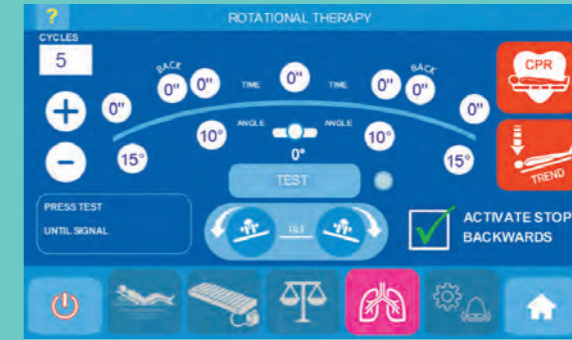 ?
ROTATIONAL THERAPY
CYCLES
5
BACK
BACK
0" 0" 0" 0" 0" 0" 0"
TIME
TIME
ANGLE
ANGLE
15° 10° 0° 10° 15°
TEST
TILT
PRESS TEST
UNTIL SIGNAL
ACTIVATE STOP
BACKWARDS
CPR
TREND